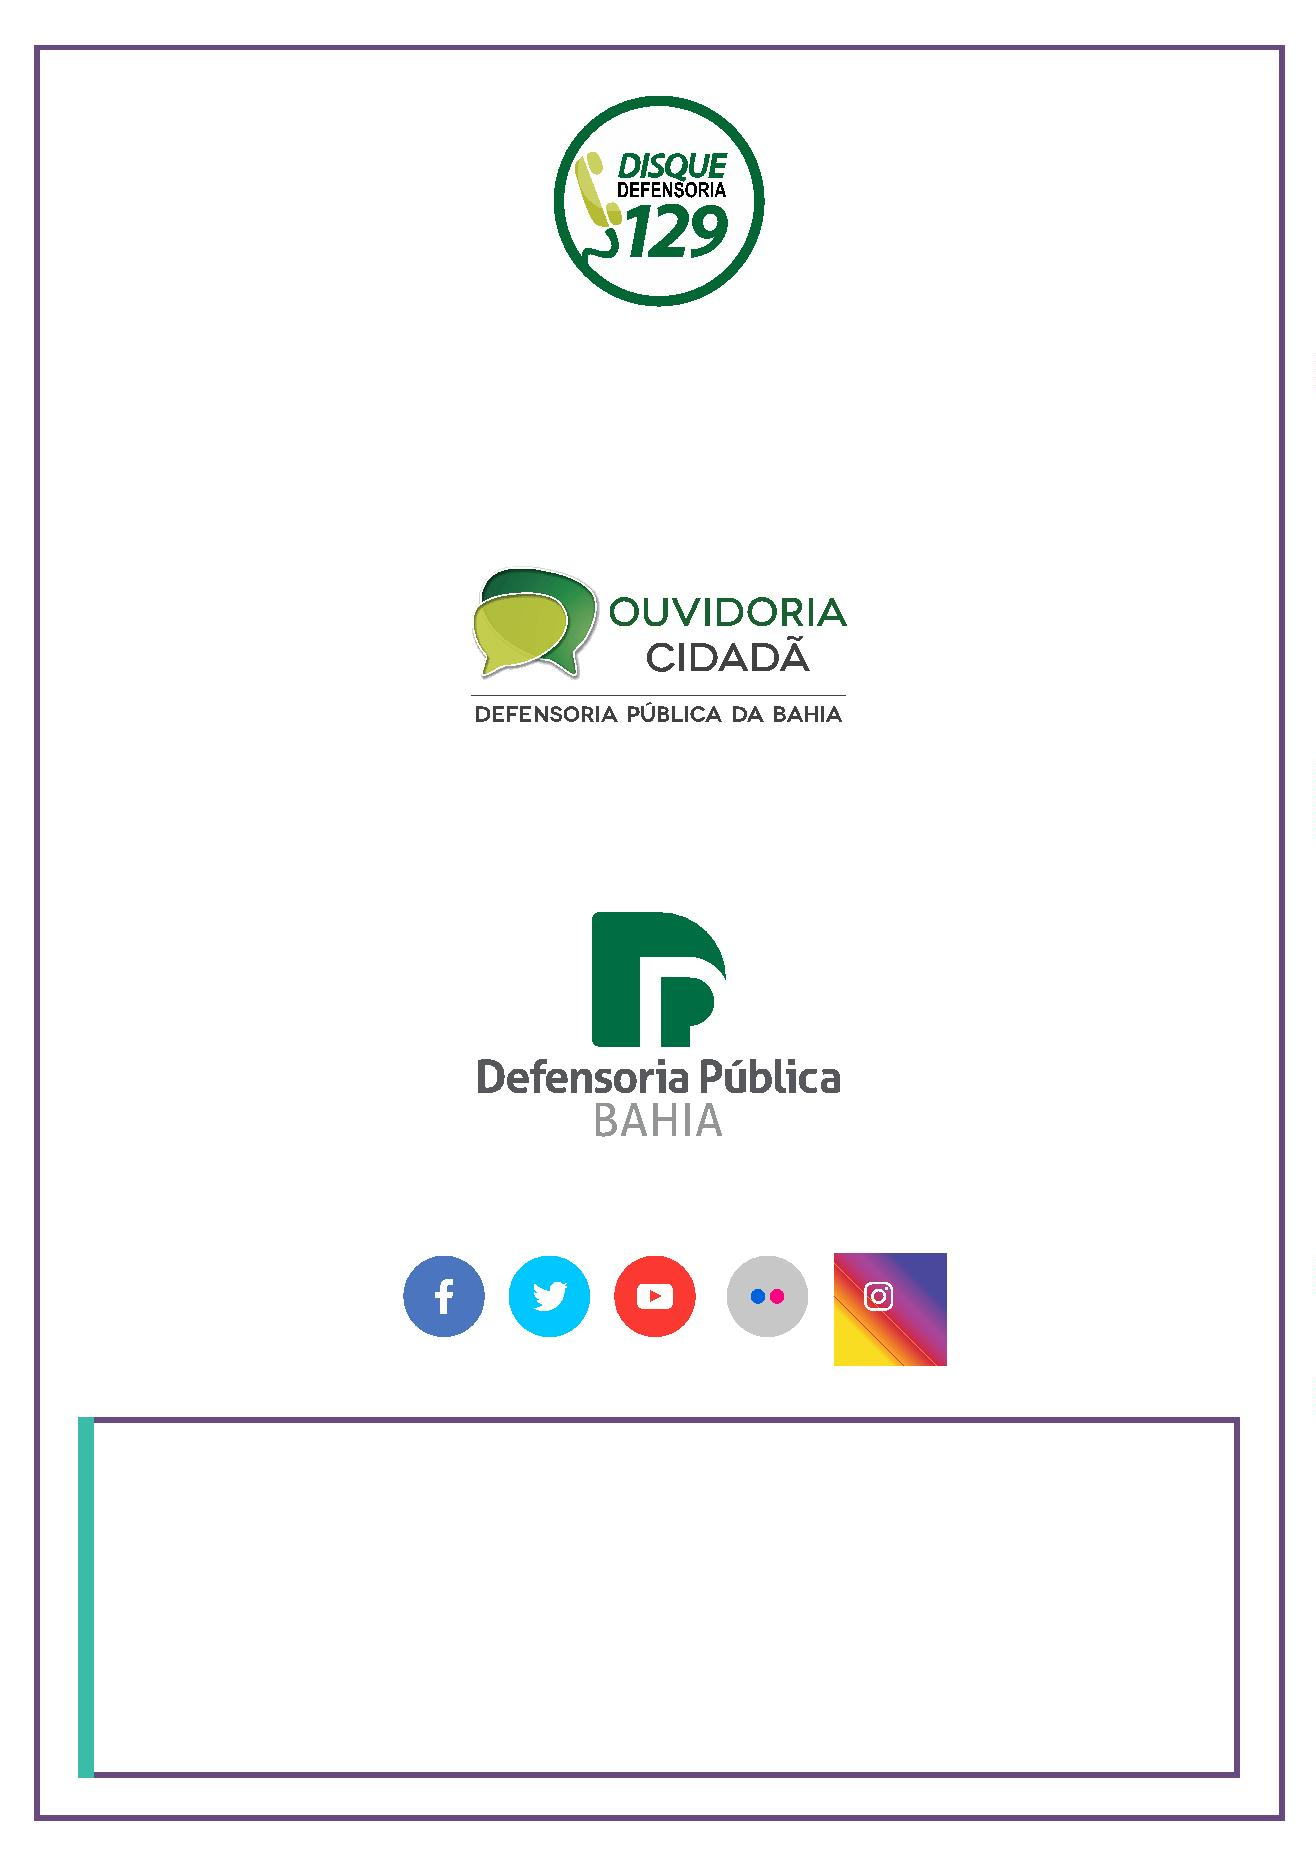 DISQUE
DEFENSORIA
129
OUVIDORIA
CIDADÃ
DEFENSORIA PÚBLICA DA BAHIA
Defensoria Pública
BAHIA